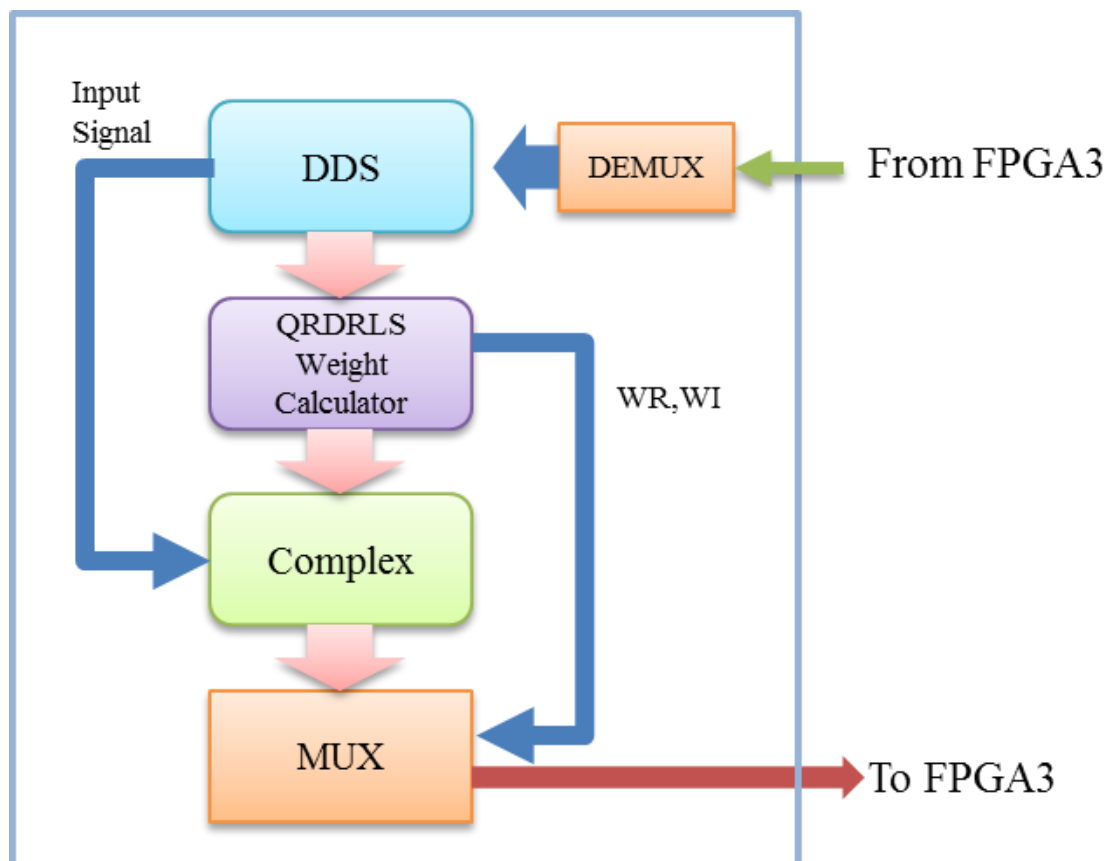 Input
Signal
DDS
DEMUX
From FPGA3
QRDRLS
Weight
Calculator
WR,WI
Complex
MUX
To FPGA3